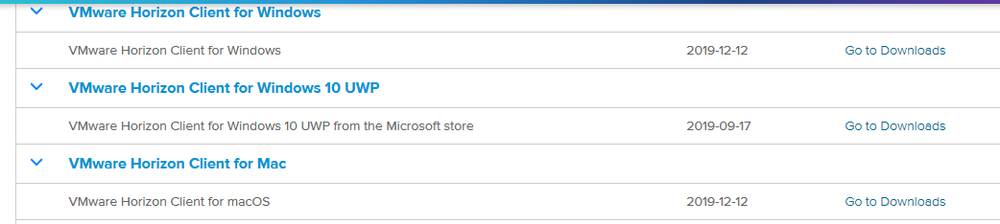 VMware Horizon Client for Windows
VMware Horizon Client for Windows 2019-12-12 Go to Downloads
VMware Horizon Client for Windows 10 UWP
VMware Horizon Client for Windows 10 UWP from the Microsoft store 2019-09-17 Go to Downloads
VMware Horizon Client for Mac
VMware Horizon Client for macOS 2019-12-12 Go to Downloads